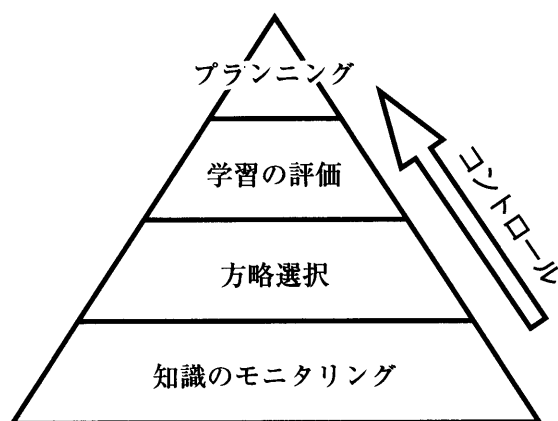 プランニング
学習の評価
方略選択
知識のモニタリング
コントロール